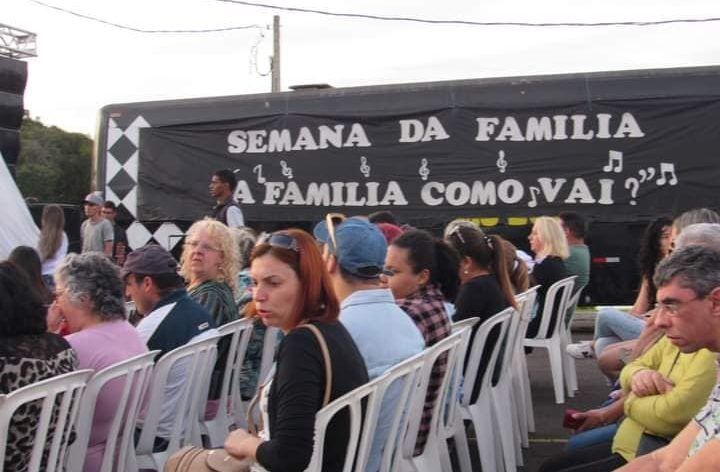 SEMANA DA FAMILIA
"A FAMILIA COMO VAI?"